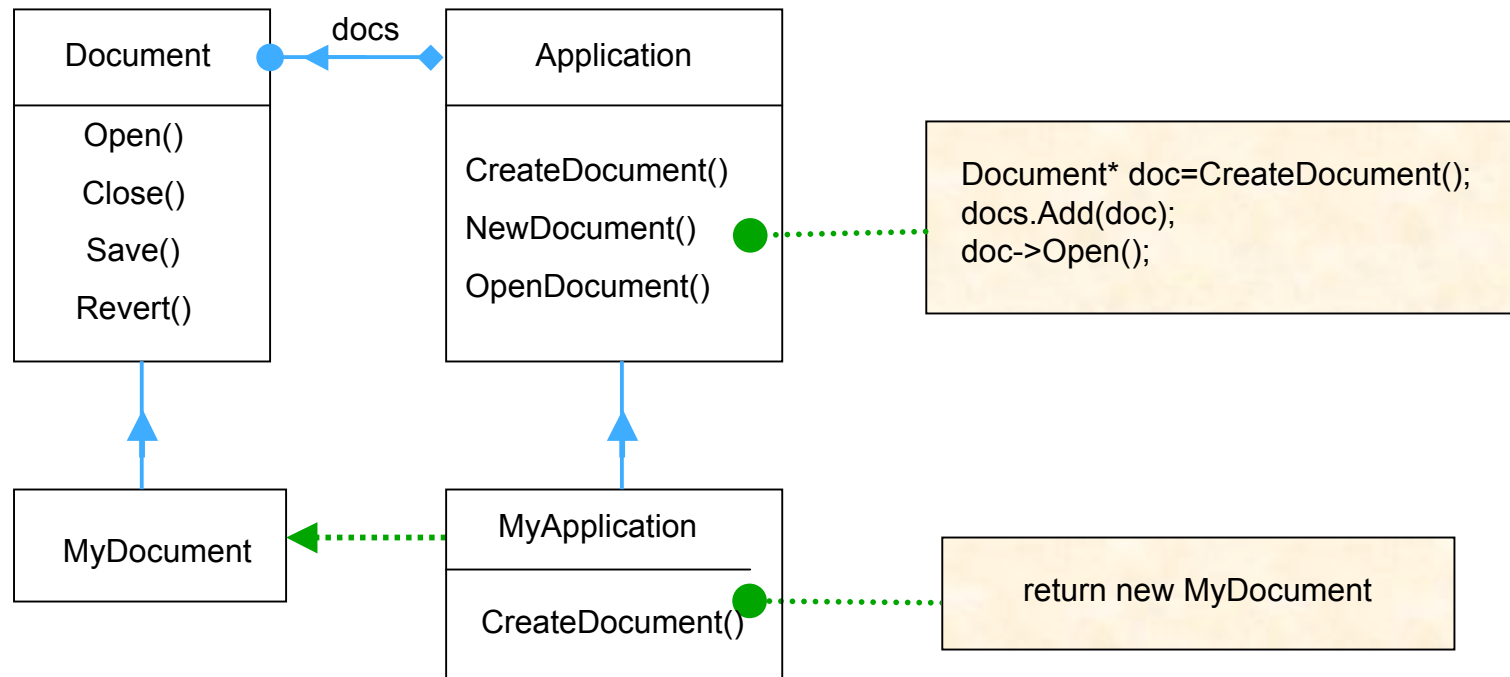 docs
Document
Open()
Close()
Save()
Revert()
Application
CreateDocument()
NewDocument()
OpenDocument()
Document* doc=CreateDocument();
docs.Add(doc);
doc->Open();
MyDocument
MyApplication
CreateDocument()
return new MyDocument